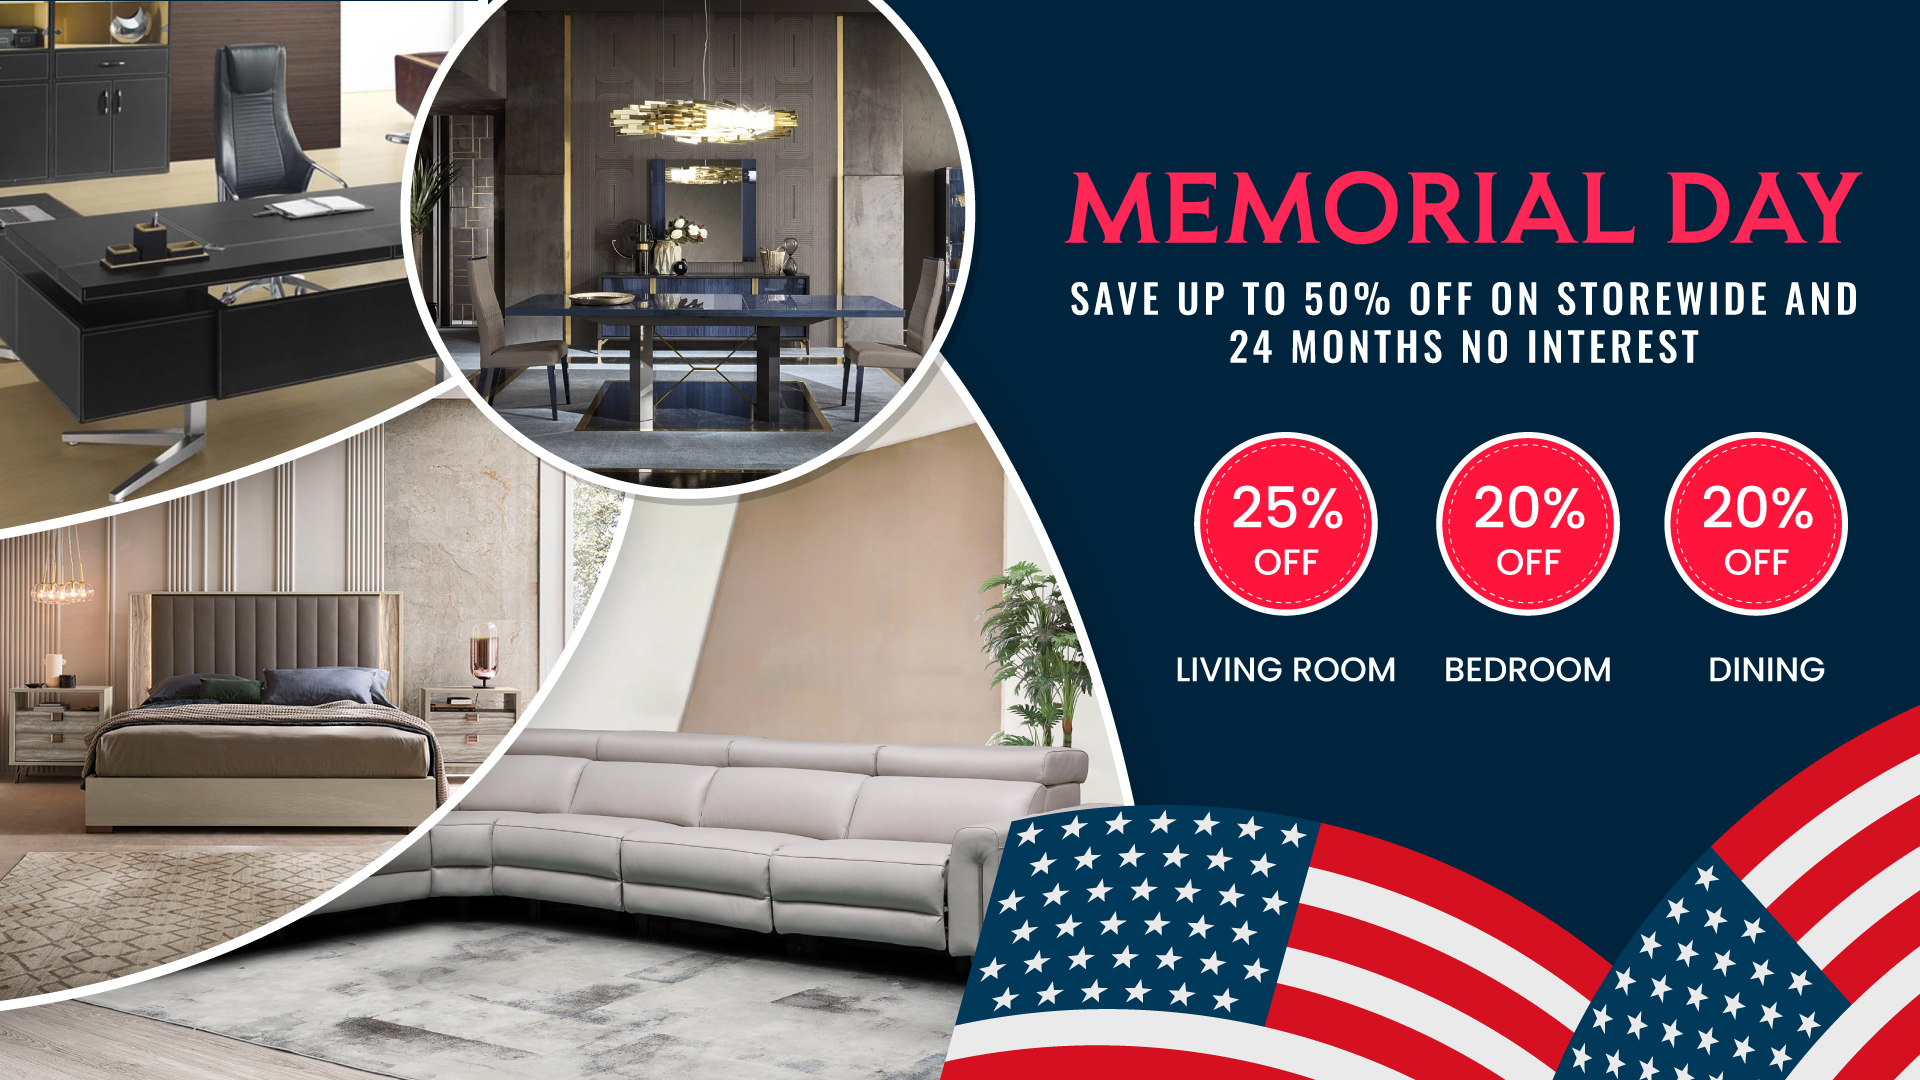 MEMORIAL DAY
SAVE UP TO 50% OFF ON STOREWIDE AND
24 MONTHS NO INTEREST
25%
OFF
LIVING ROOM
20%
OFF
BEDROOM
20%
OFF
DINING